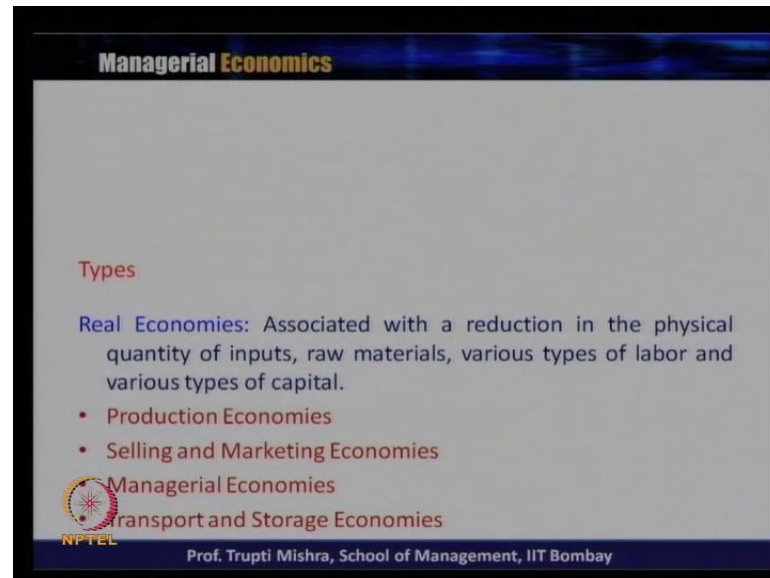 Managerial Economics
Types
Real Economies: Associated with a reduction in the physical
quantity of inputs, raw materials, various types of labor and
various types of capital.
• Production Economies
• Selling and Marketing Economies
Managerial Economies
Transport and Storage Economies
NPTEL
Prof. Trupti Mishra, School of Management, IIT Bombay